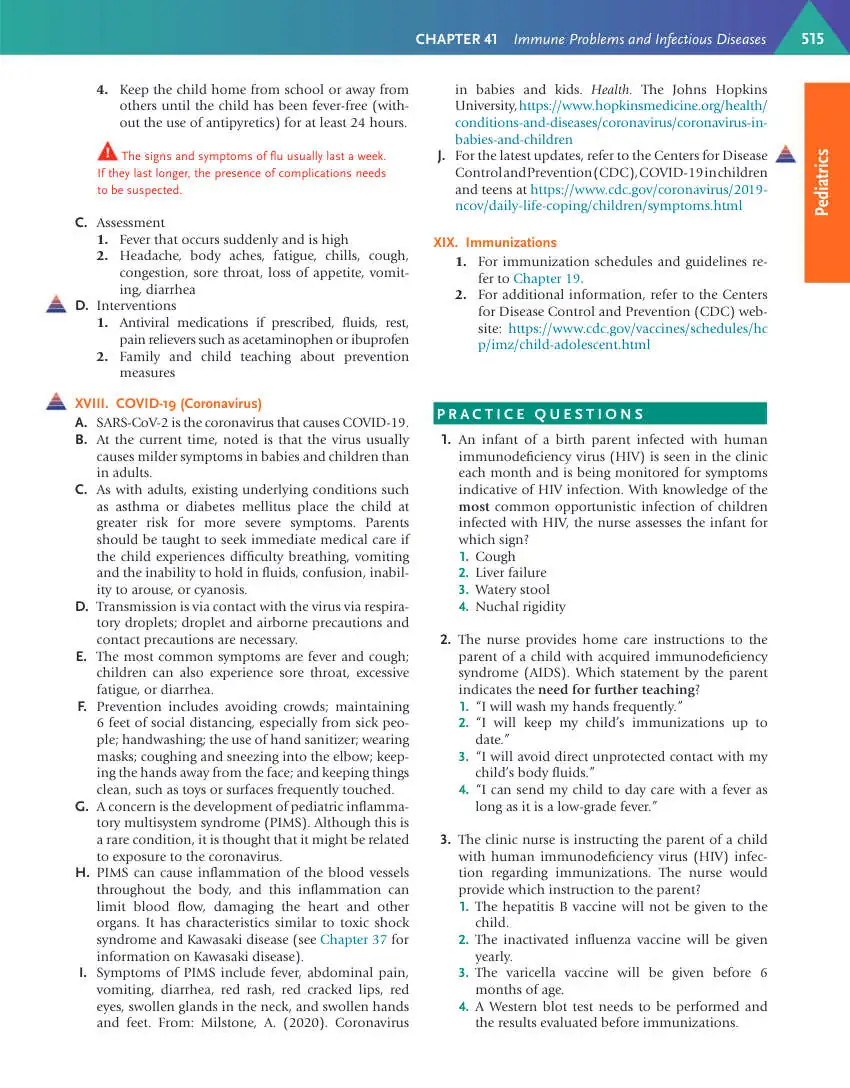 CHAPTER 41 Immune Problems and Infectious Diseases 515
4. Keep the child home from school or away from
others until the child has been fever-free (with-
out the use of antipyretics) for at least 24 hours.
The signs and symptoms of flu usually last a week.
If they last longer, the presence of complications needs
to be suspected.
C. Assessment
1. Fever that occurs suddenly and is high
2. Headache, body aches, fatigue, chills, cough,
congestion, sore throat, loss of appetite, vomit-
ing, diarrhea
D. Interventions
1. Antiviral medications if prescribed, fluids, rest,
pain relievers such as acetaminophen or ibuprofen
2. Family and child teaching about prevention
measures
XVIII. COVID-19 (Coronavirus)
A. SARS-CoV-2 is the coronavirus that causes COVID-19.
B. At the current time, noted is that the virus usually
causes milder symptoms in babies and children than
in adults.
C. As with adults, existing underlying conditions such
as asthma or diabetes mellitus place the child at
greater risk for more severe symptoms. Parents
should be taught to seek immediate medical care if
the child experiences difficulty breathing, vomiting
and the inability to hold in fluids, confusion, inabil-
ity to arouse, or cyanosis.
D. Transmission is via contact with the virus via respira-
tory droplets; droplet and airborne precautions and
contact precautions are necessary.
E. The most common symptoms are fever and cough;
children can also experience sore throat, excessive
fatigue, or diarrhea.
F. Prevention includes avoiding crowds; maintaining
6 feet of social distancing, especially from sick peo-
ple; handwashing; the use of hand sanitizer; wearing
masks; coughing and sneezing into the elbow; keep-
ing the hands away from the face; and keeping things
clean, such as toys or surfaces frequently touched.
G. A concern is the development of pediatric inflamma-
tory multisystem syndrome (PIMS). Although this is
a rare condition, it is thought that it might be related
to exposure to the coronavirus.
H. PIMS can cause inflammation of the blood vessels
throughout the body, and this inflammation can
limit blood flow, damaging the heart and other
organs. It has characteristics similar to toxic shock
syndrome and Kawasaki disease (see Chapter 37 for
information on Kawasaki disease).
I. Symptoms of PIMS include fever, abdominal pain,
vomiting, diarrhea, red rash, red cracked lips, red
eyes, swollen glands in the neck, and swollen hands
and feet. From: Milstone, A. (2020). Coronavirus
in babies and kids. Health. The Johns Hopkins
University, https://www.hopkinsmedicine.org/health/
conditions-and-diseases/coronavirus/coronavirus-in-
babies-and-children
J. For the latest updates, refer to the Centers for Disease
Control and Prevention (CDC), COVID-19 in children
and teens at https://www.cdc.gov/coronavirus/2019-
ncov/daily-life-coping/children/symptoms.html
XIX. Immunizations
1. For immunization schedules and guidelines re-
fer to Chapter 19.
2. For additional information, refer to the Centers
for Disease Control and Prevention (CDC) web-
site: https://www.cdc.gov/vaccines/schedules/hc
p/imz/child-adolescent.html
PRACTICE QUESTIONS
1. An infant of a birth parent infected with human
immunodeficiency virus (HIV) is seen in the clinic
each month and is being monitored for symptoms
indicative of HIV infection. With knowledge of the
most common opportunistic infection of children
infected with HIV, the nurse assesses the infant for
which sign?
1. Cough
2. Liver failure
3. Watery stool
4. Nuchal rigidity
2. The nurse provides home care instructions to the
parent of a child with acquired immunodeficiency
syndrome (AIDS). Which statement by the parent
indicates the need for further teaching?
1. “I will wash my hands frequently.”
2. “I will keep my child’s immunizations up to
date.”
3. “I will avoid direct unprotected contact with my
child’s body fluids.”
4. “I can send my child to day care with a fever as
long as it is a low-grade fever.”
3. The clinic nurse is instructing the parent of a child
with human immunodeficiency virus (HIV) infec-
tion regarding immunizations. The nurse would
provide which instruction to the parent?
1. The hepatitis B vaccine will not be given to the
child.
2. The inactivated influenza vaccine will be given
yearly.
3. The varicella vaccine will be given before 6
months of age.
4. A Western blot test needs to be performed and
the results evaluated before immunizations.
Pediatrics